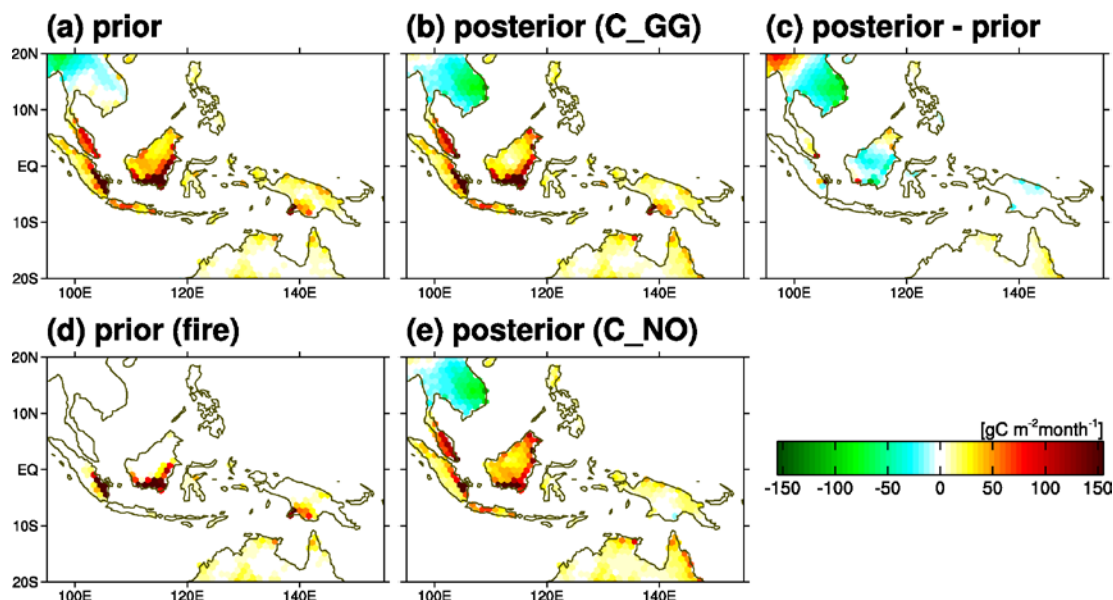 (a) prior
(b) posterior (C_GG)
(c) posterior - prior
20N
10N
EQ
10S
20S
100E 120E 140E
100E 120E 140E
100E 120E 140E
(d) prior (fire)
(e) posterior (C_NO)
20N
10N
EQ
10S
20S
100E 120E 140E
100E 120E 140E
[gC m⁻²month⁻¹]
-150 -100 -50 0 50 100 150